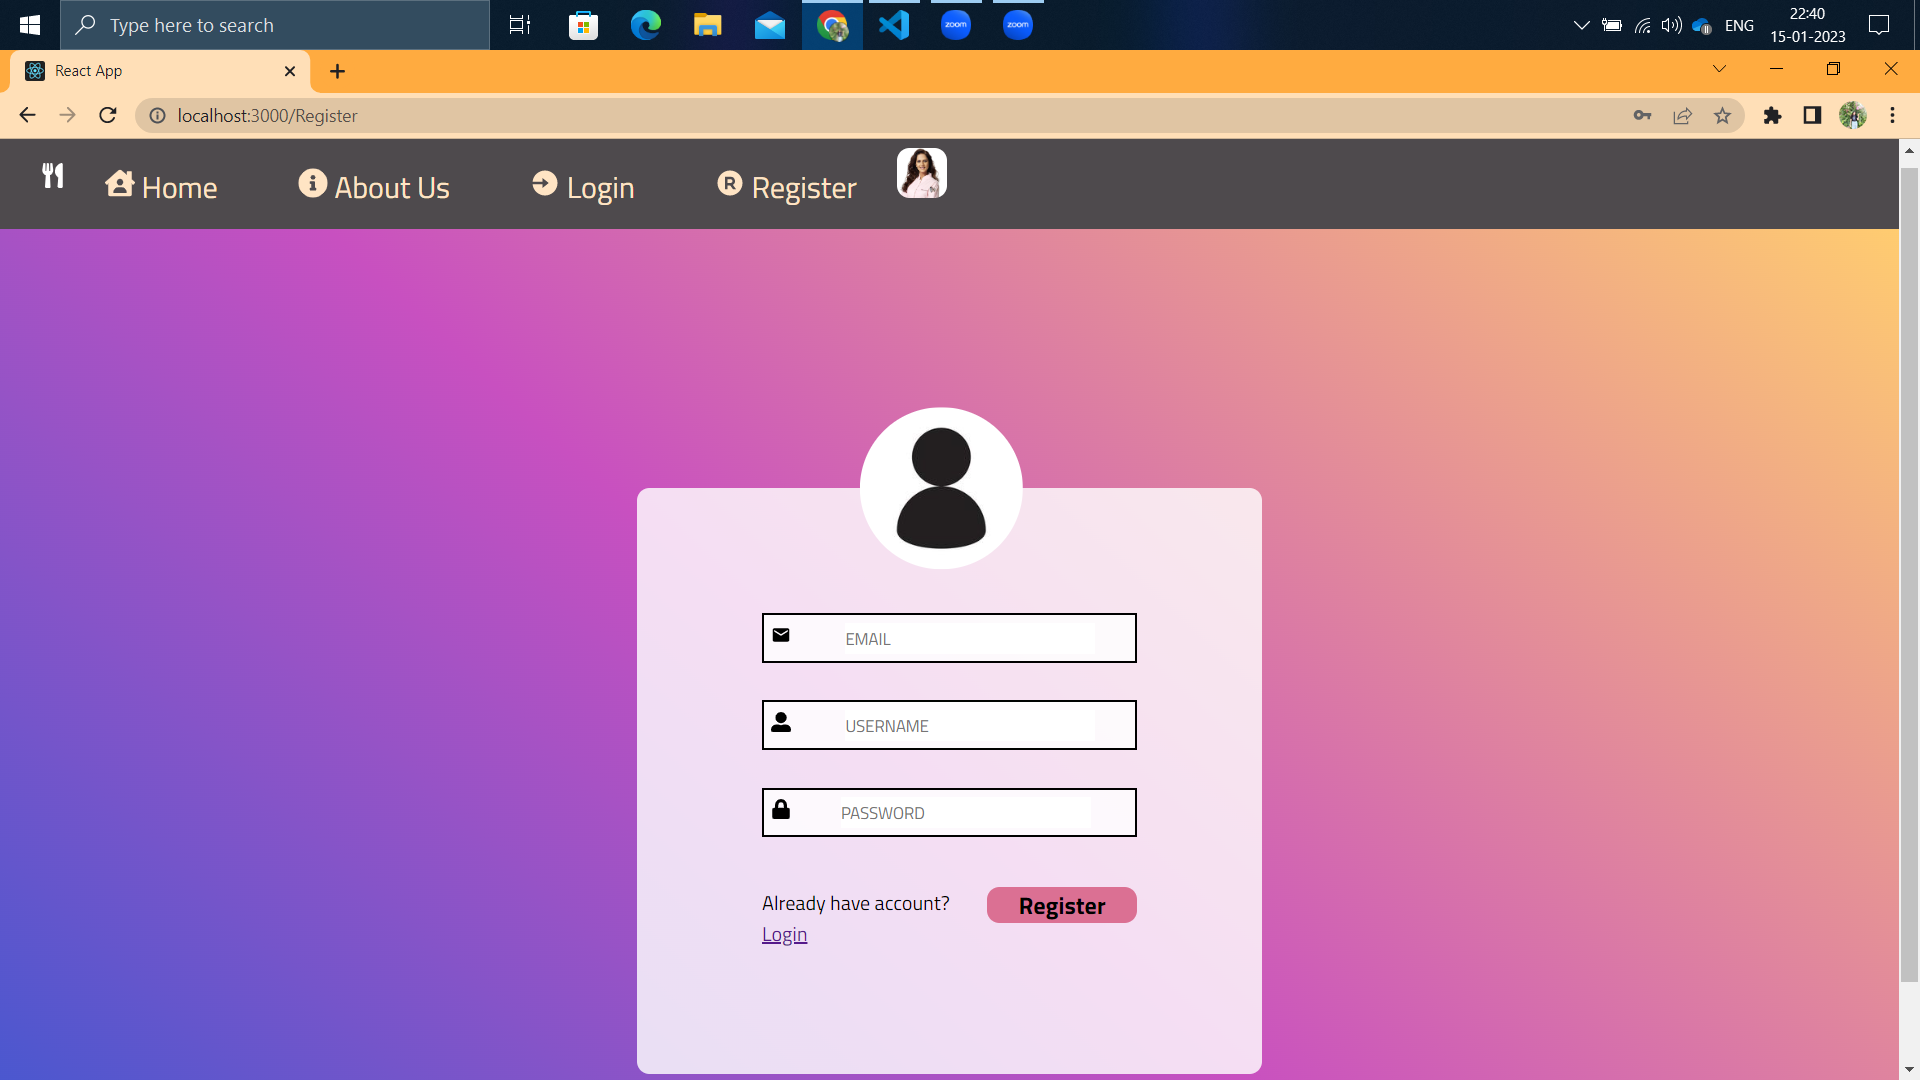 Type here to search
zoom
zoom
ENG
22:40
15-01-2023
React App
localhost:3000/Register
Home
About Us
Login
R Register
EMAIL
USERNAME
PASSWORD
Already have account?
Register
Login